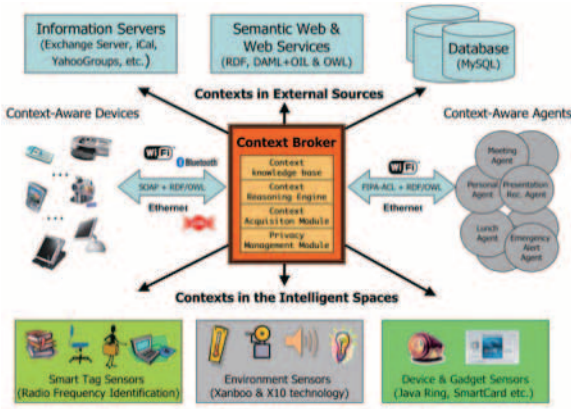 Information Servers
(Exchange Server, iCal,
YahooGroups, etc.)
Semantic Web &
Web Services
(RDF, DAML+OIL & OWL)
Database
(MySQL)
Contexts in External Sources
Context-Aware Devices
Context-Aware Agents
WiFi
Bluetooth
SOAP + RDF/OWL
Ethernet
Context Broker
Context
knowledge base
Context
Reasoning Engine
Context
Acquisiton Module
Privacy
Management Module
WiFi
FIPA-ACL + RDF/OWL
Ethernet
Meeting
Agent
Personal
Agent
Presentation
Rec. Agent
Lunch
Agent
Emergency
Alert
Agent
Contexts in the Intelligent Spaces
Smart Tag Sensors
(Radio Frequency Identification)
Environment Sensors
(Xanboo & X10 technology)
Device & Gadget Sensors
(Java Ring, SmartCard etc.)